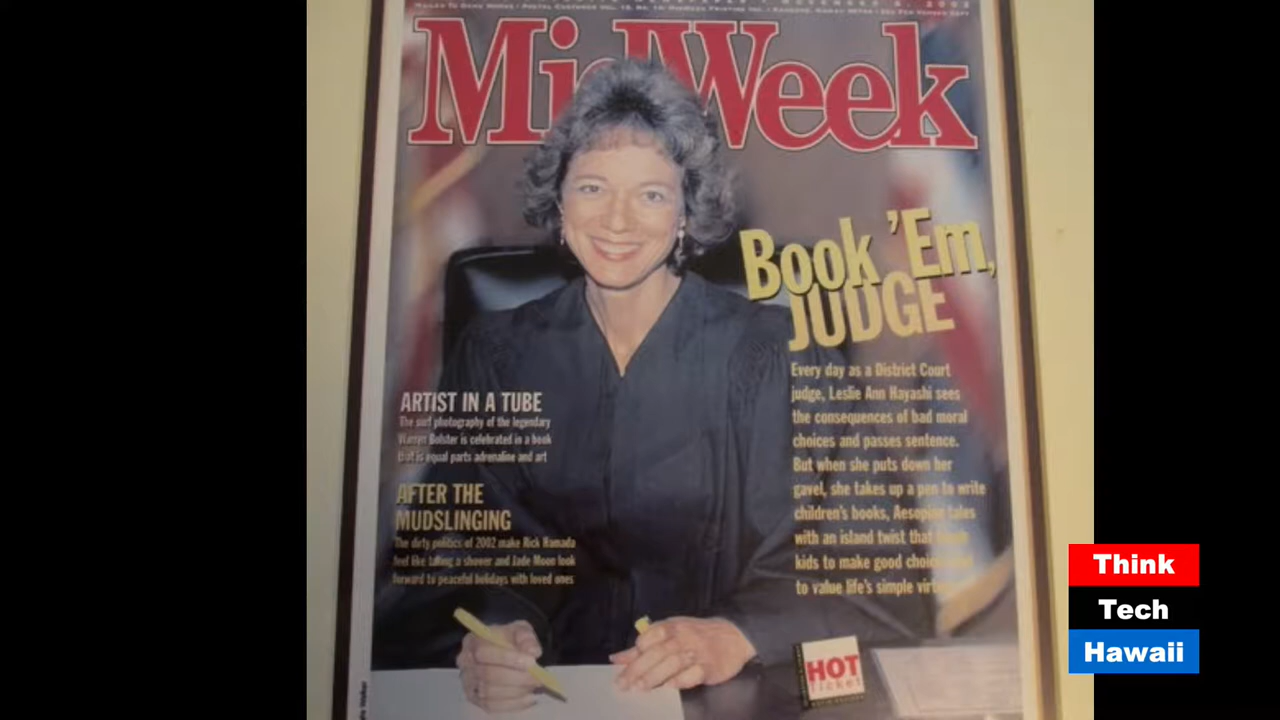 MidWeek
Book 'Em,
JUDGE
Every day as a District Court
judge, Leslie Ann Hayashi sees
the consequences of bad moral
choices and passes sentence.
But when she puts down her
gavel, she takes up a pen to write
children's books, Aesopine tales
with an island twist that
kids to make good
to value life's simple
ARTIST IN A TUBE
The surf photography of the legendary
Warren Bolster is celebrated in a book
that is equal parts adrenaline and art
AFTER THE
MUDSLINGING
The dirty politics of 2002 make Rick Hamada
feel like taking a shower and Jade Moon look
forward to peaceful holidays with loved ones
HOT
Ticket
Think
Tech
Hawaii